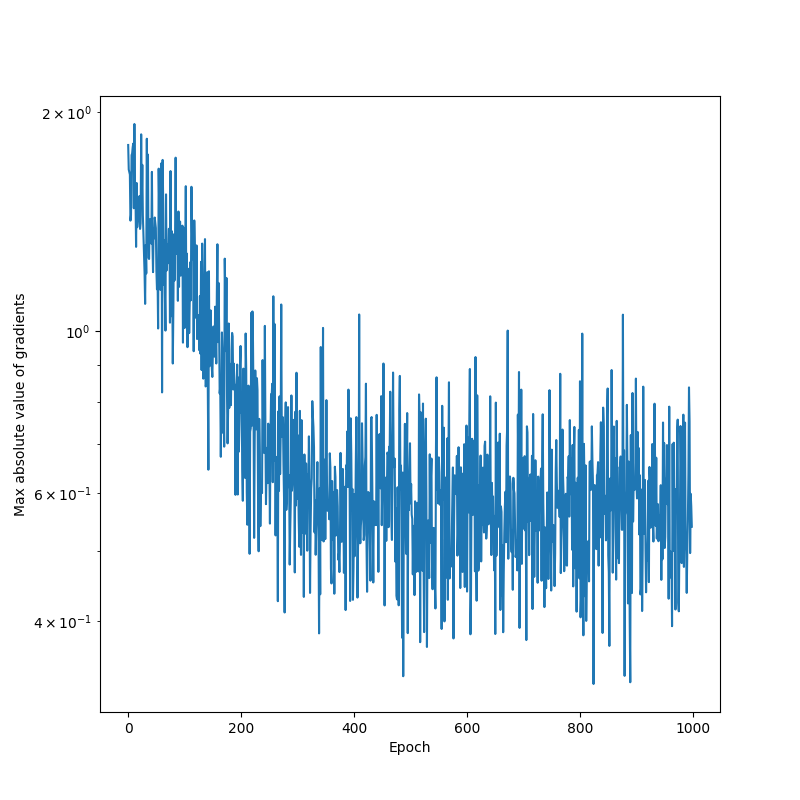 Max absolute value of gradients
2 × 10⁰
10⁰
6 × 10⁻¹
4 × 10⁻¹
0 200 400 600 800 1000
Epoch